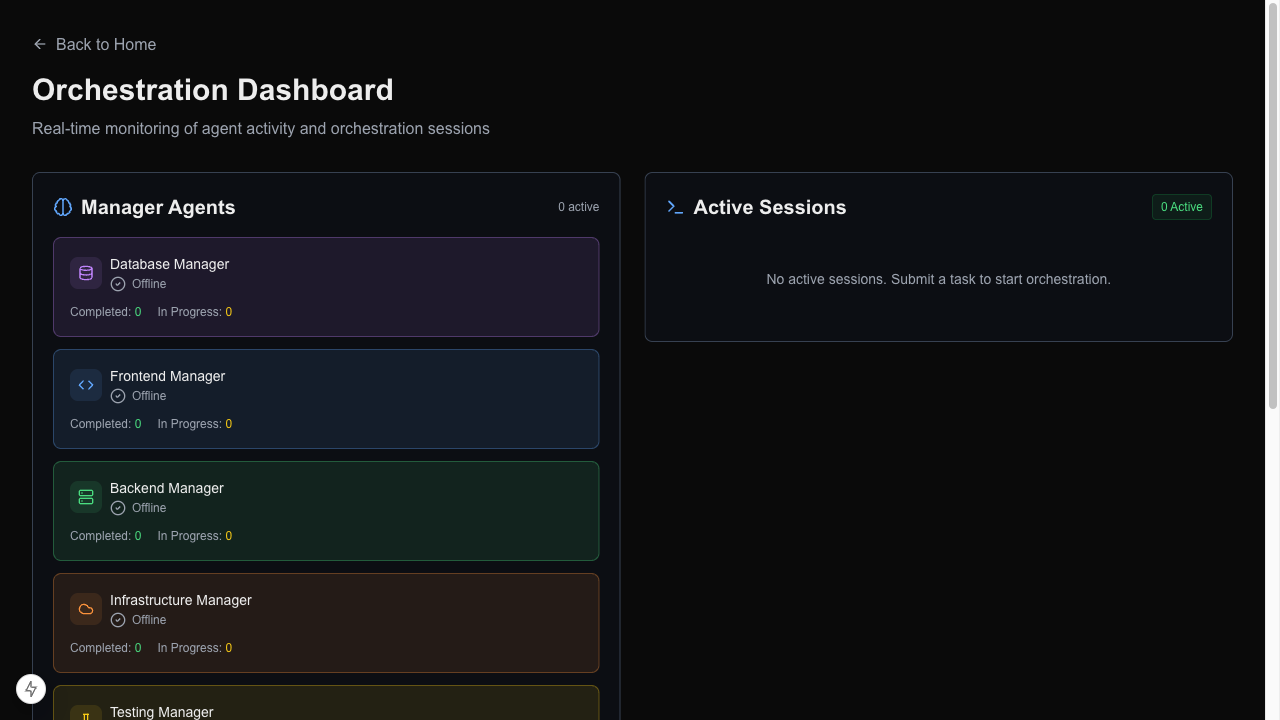 Back to Home
Orchestration Dashboard
Real-time monitoring of agent activity and orchestration sessions
Manager Agents
0 active
Database Manager
Offline
Completed: 0 In Progress: 0
Frontend Manager
Offline
Completed: 0 In Progress: 0
Backend Manager
Offline
Completed: 0 In Progress: 0
Infrastructure Manager
Offline
Completed: 0 In Progress: 0
Testing Manager
Active Sessions
0 Active
No active sessions. Submit a task to start orchestration.